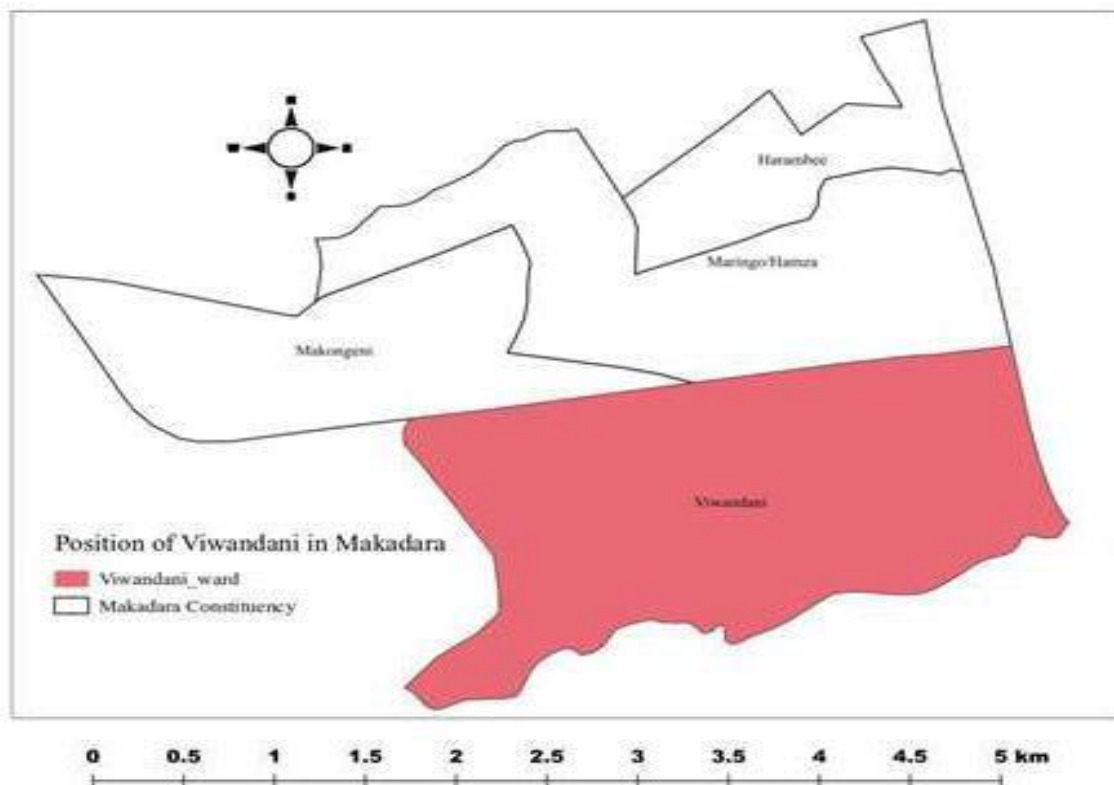 Harambee
Maringo/Hamza
Makongeni
Viwandani
Position of Viwandani in Makadara
Viwandani_ward
Makadara Constituency
0 0.5 1 1.5 2 2.5 3 3.5 4 4.5 5 km